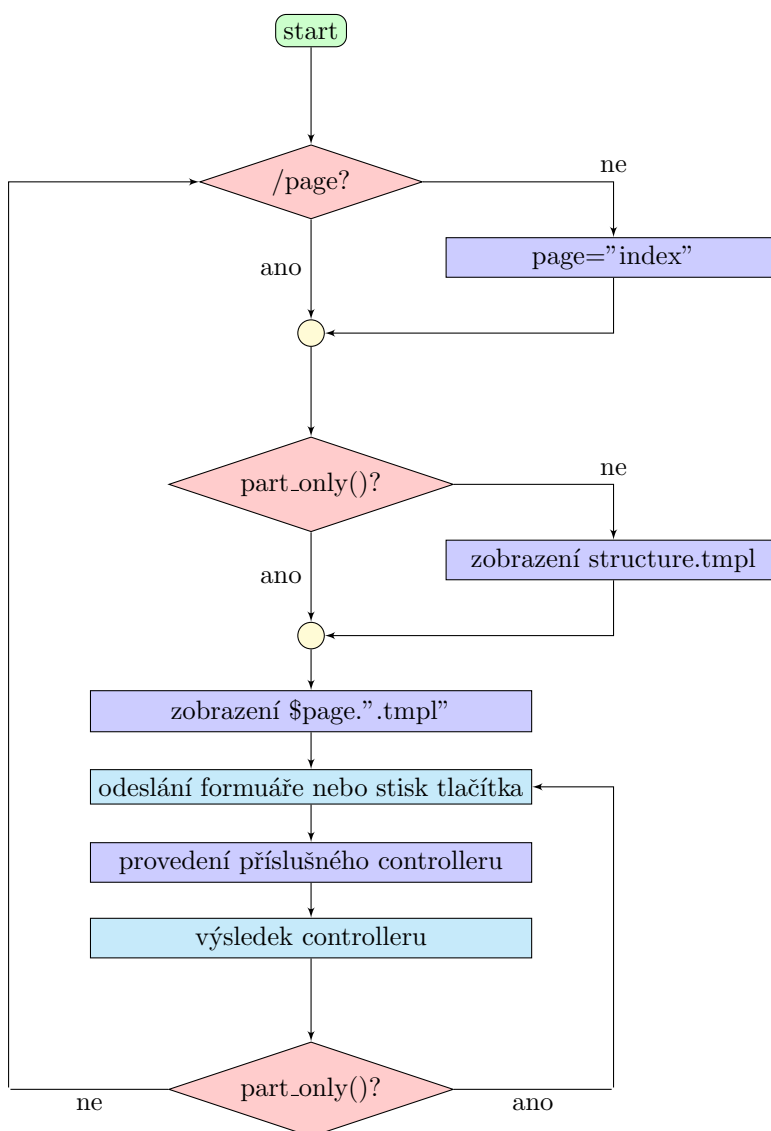 start
/page?
ne
page=”index”
ano
part_only()?
ne
zobrazení structure.tmpl
ano
zobrazení $page.”.tmpl”
odeslání formuáře nebo stisk tlačítka
provedení příslušného controlleru
výsledek controlleru
part_only()?
ne
ano